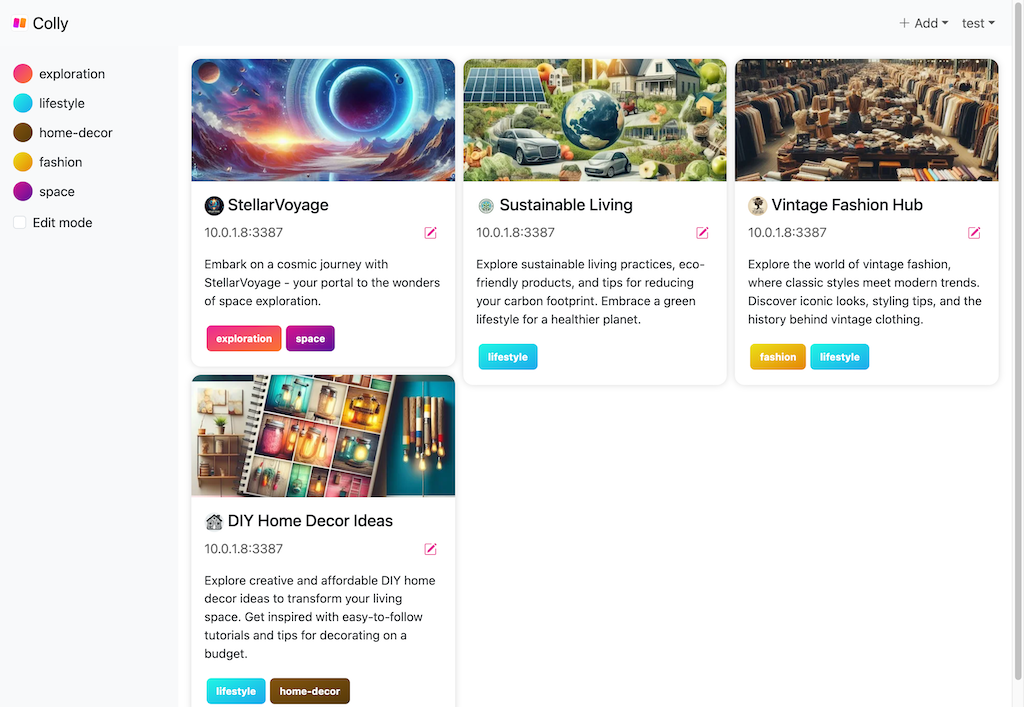 Colly
Add
test
exploration
lifestyle
home-decor
fashion
space
Edit mode
StellarVoyage
10.0.1.8:3387
Embark on a cosmic journey with
StellarVoyage - your portal to the wonders
of space exploration.
exploration
space
Sustainable Living
10.0.1.8:3387
Explore sustainable living practices, eco-
friendly products, and tips for reducing
your carbon footprint. Embrace a green
lifestyle for a healthier planet.
lifestyle
Vintage Fashion Hub
10.0.1.8:3387
Explore the world of vintage fashion,
where classic styles meet modern trends.
Discover iconic looks, styling tips, and the
history behind vintage clothing.
fashion
lifestyle
DIY Home Decor Ideas
10.0.1.8:3387
Explore creative and affordable DIY home
decor ideas to transform your living
space. Get inspired with easy-to-follow
tutorials and tips for decorating on a
budget.
lifestyle
home-decor